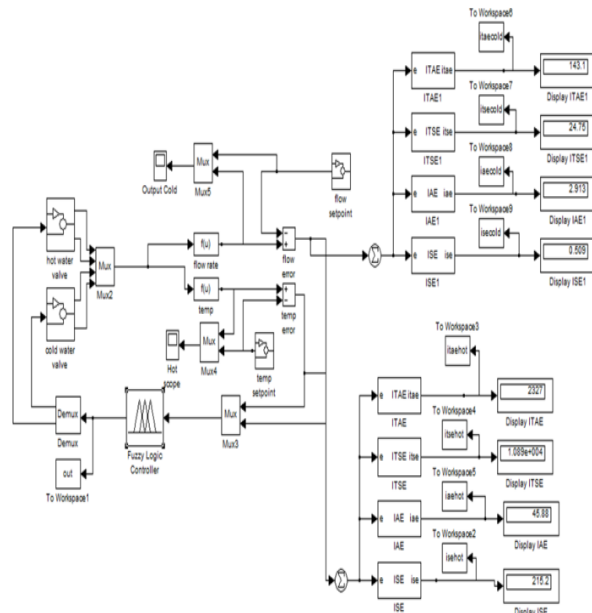 To Workspace6
itaecold
e ITAE itae
ITAE1
143.1
Display ITAE1
To Workspace7
itsecold
e ITSE itse
ITSE1
24.75
Display ITSE1
To Workspace8
iaecold
e IAE iae
IAE1
2.913
Display IAE1
To Workspace9
isecold
e ISE ise
ISE1
0.509
Display ISE1
Output Cold
Mux
Mux5
flow
setpoint
hot water
valve
Mux
Mux2
f(u)
flow rate
flow
error
f(u)
temp
temp
error
cold water
valve
Hot
scope
Mux
Mux4
temp
setpoint
Demux
Demux
Fuzzy Logic
Controller
Mux
Mux3
out
To Workspace1
To Workspace3
itaehot
e ITAE itae
ITAE
2327
Display ITAE
To Workspace4
itsehot
e ITSE itse
ITSE
1.089e+004
Display ITSE
To Workspace5
iaehot
e IAE iae
IAE
45.88
Display IAE
To Workspace2
isehot
e ISE ise
ISE
215.2
Display ISE